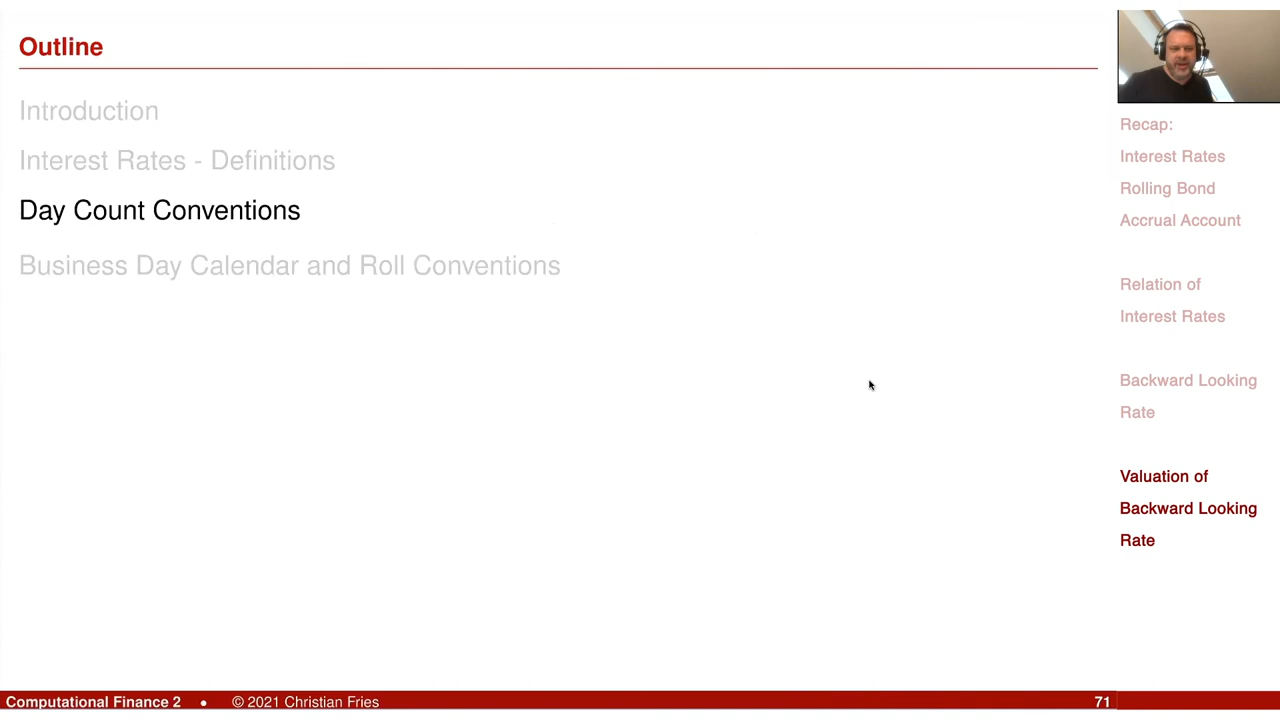 Outline
Introduction
Interest Rates - Definitions
Day Count Conventions
Business Day Calendar and Roll Conventions
Recap:
Interest Rates
Rolling Bond
Accrual Account
Relation of
Interest Rates
Backward Looking
Rate
Valuation of
Backward Looking
Rate
Computational Finance 2 • © 2021 Christian Fries 71